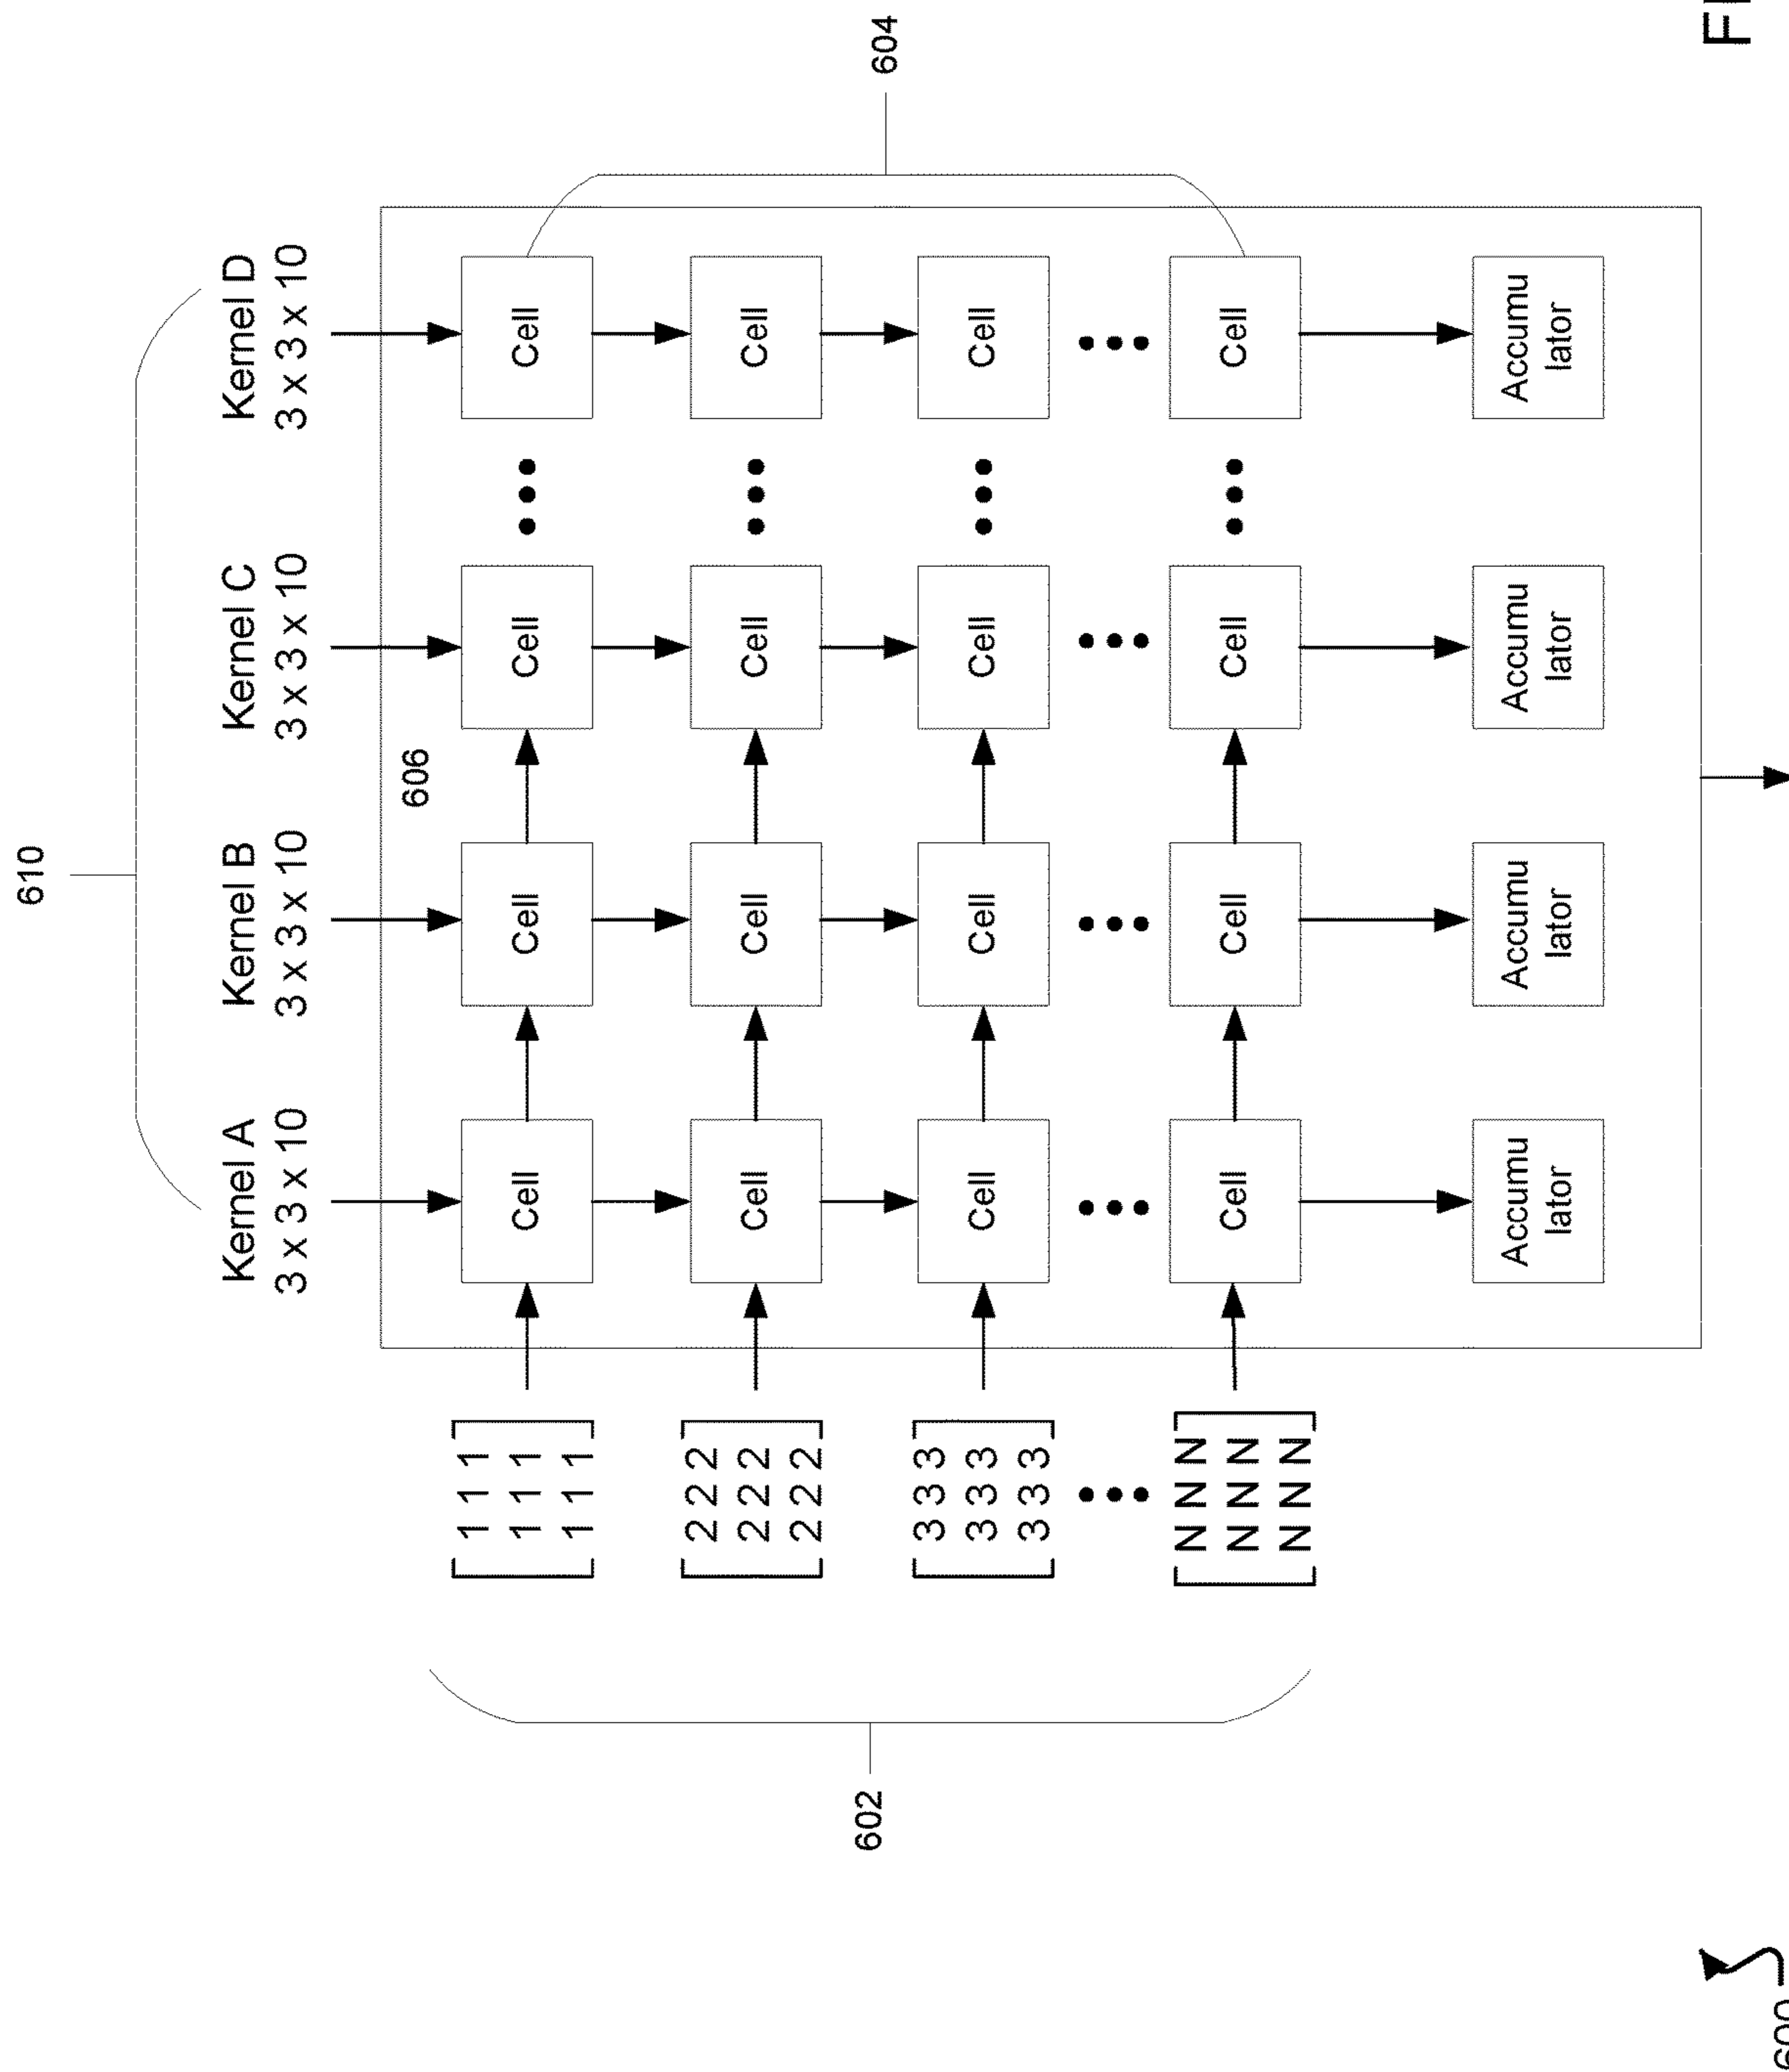 610
Kernel A Kernel B Kernel C Kernel D
3 x 3 x 10 3 x 3 x 10 3 x 3 x 10 3 x 3 x 10
606
1 1 1
1 1 1 Cell Cell Cell Cell
1 1 1
2 2 2
2 2 2 Cell Cell Cell Cell
2 2 2
602 604
3 3 3
3 3 3 Cell Cell Cell Cell
3 3 3
N N N
N N N Cell Cell Cell Cell
N N N
Accumu Accumu Accumu Accumu
lator lator lator lator
600